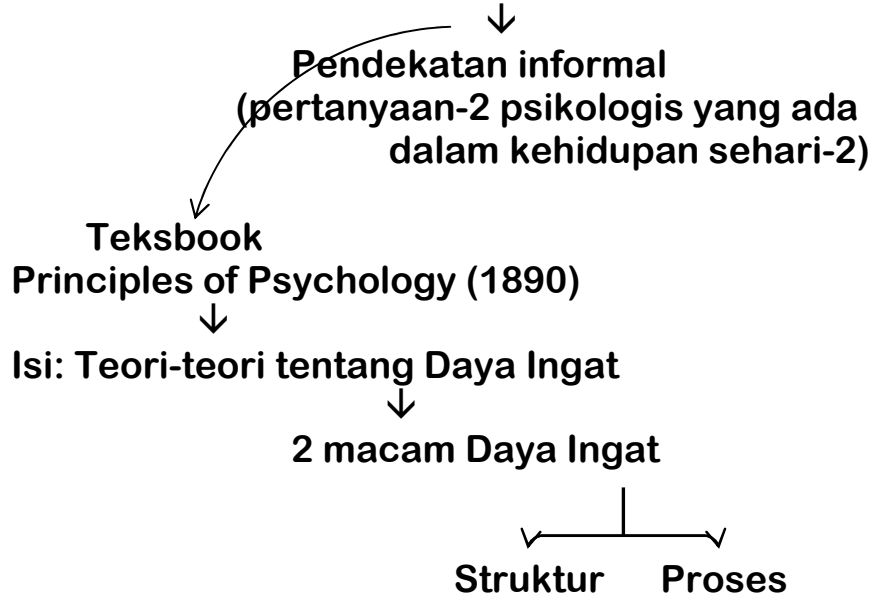 Pendekatan informal
(pertanyaan-2 psikologis yang ada
dalam kehidupan sehari-2)
Teksbook
Principles of Psychology (1890)
Isi: Teori-teori tentang Daya Ingat
2 macam Daya Ingat
Struktur Proses